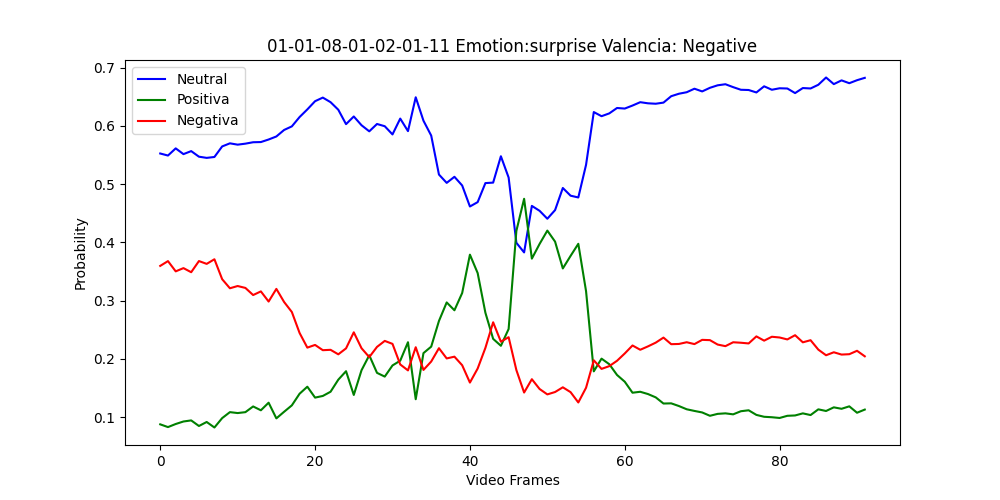 01-01-08-01-02-01-11 Emotion:surprise Valencia: Negative
Neutral
Positiva
Negativa
Probability
0.7
0.6
0.5
0.4
0.3
0.2
0.1
0
20
40
60
80
Video Frames